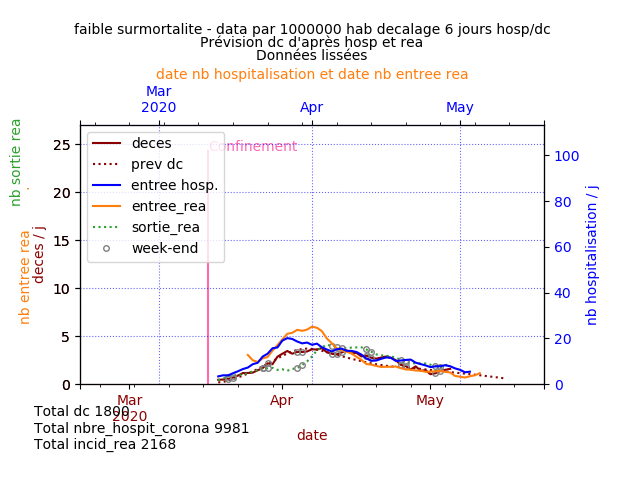 faible surmortalite - data par 1000000 hab decalage 6 jours hosp/dc
Prévision dc d'après hosp et rea
Données lissées
date nb hospitalisation et date nb entree rea
Mar
2020
Apr
May
nb sortie rea
.
nb entree rea
deces / j
25
20
15
10
5
0
deces
prev dc
entree hosp.
entree_rea
sortie_rea
week-end
Confinement
100
80
60
40
20
0
nb hospitalisation / j
Mar
2020
Apr
May
date
Total dc 1800
Total nbre_hospit_corona 9981
Total incid_rea 2168